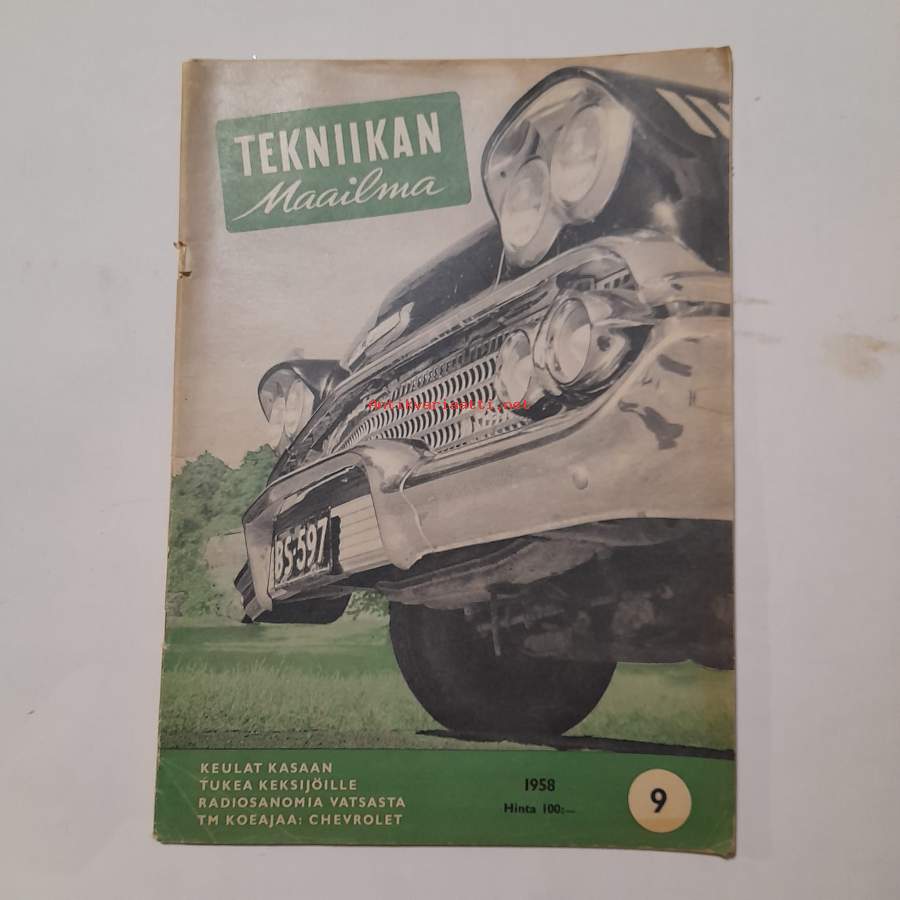 TEKNIIKAN
Maailma
Antikvariaatti.net
BS-597
KEULAT KASAAN
TUKEA KEKSIJÖILLE
RADIOSANOMIA VATSASTA
TM KOEAJAA: CHEVROLET
1958
Hinta 100:—
9